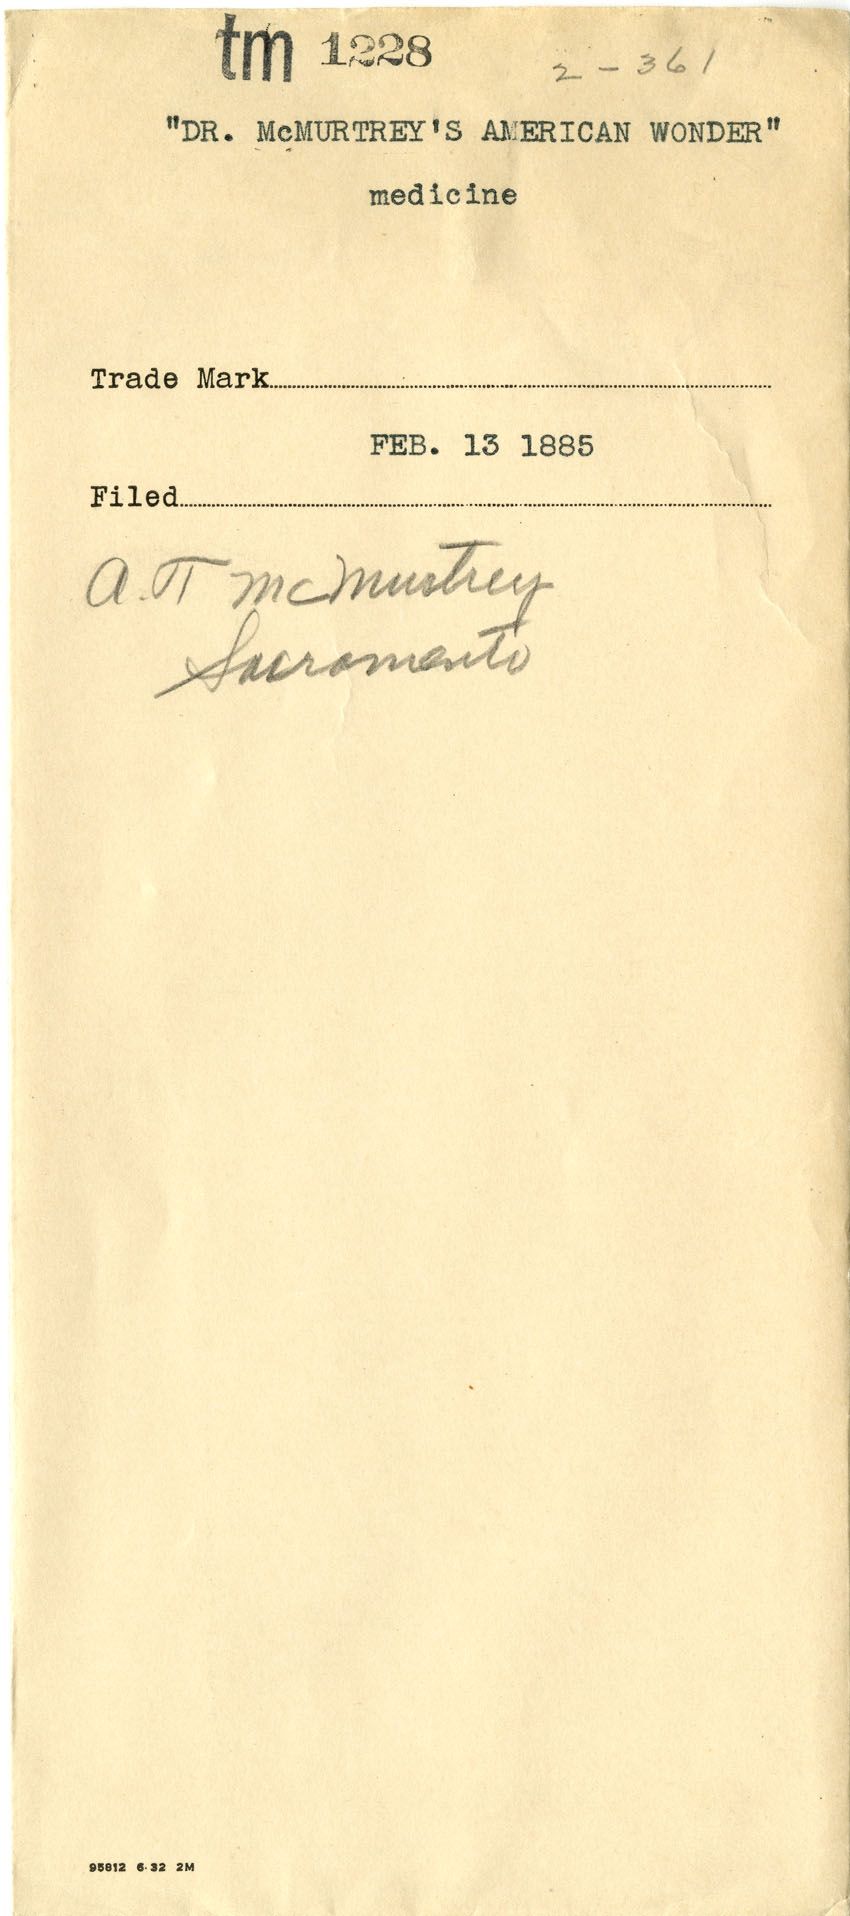 tm 1228 2-361
"DR. McMURTREY'S AMERICAN WONDER"
medicine
Trade Mark
FEB. 13 1885
Filed
McMurtrey
Sacramento
95812 6-32 2M